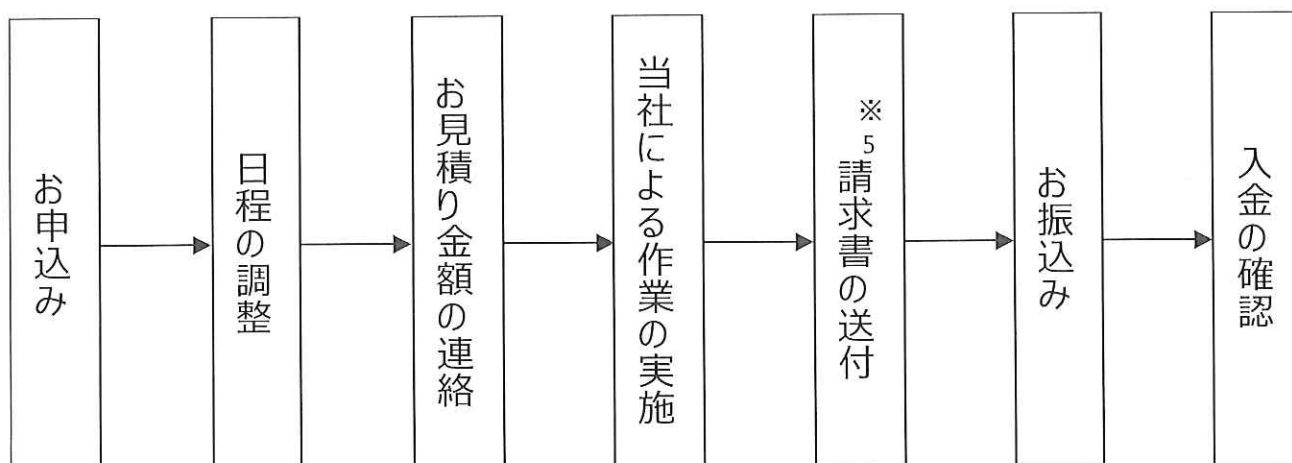 お申込み
日程の調整
お見積り金額の連絡
当社による作業の実施
※5請求書の送付
お振込み
入金の確認